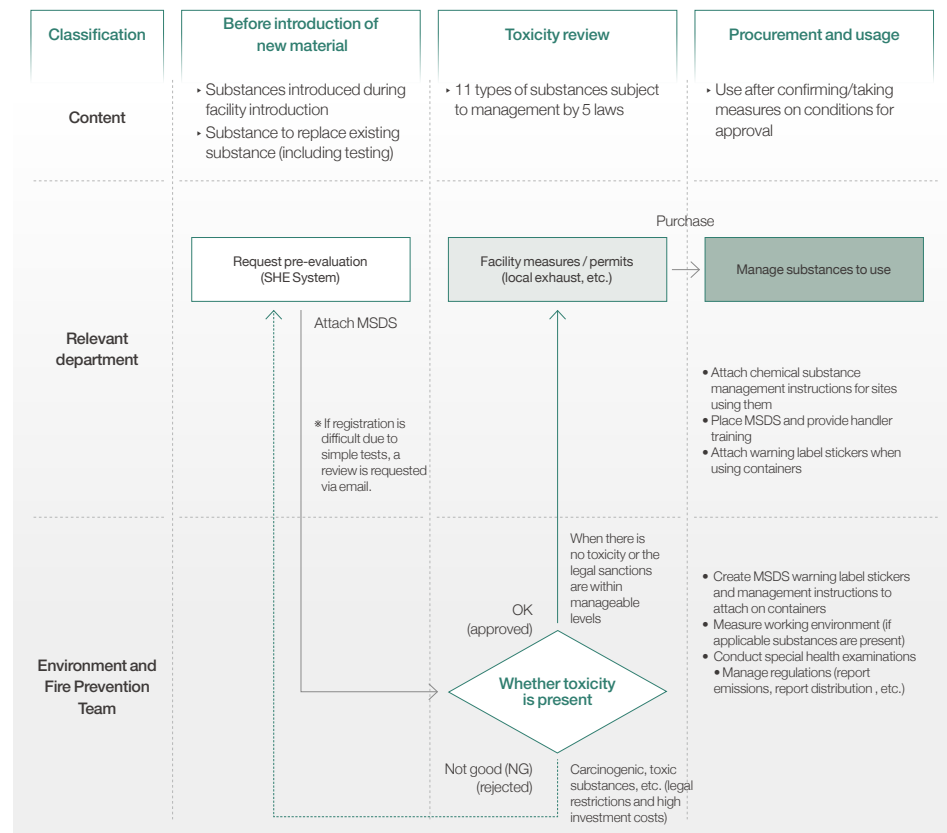 Classification
Before introduction of
new material
Toxicity review
Procurement and usage
Content
‣ Substances introduced during
facility introduction
‣ Substance to replace existing
substance (including testing)
‣ 11 types of substances subject
to management by 5 laws
‣ Use after confirming/taking
measures on conditions for
approval
Relevant
department
Request pre-evaluation
(SHE System)
Attach MSDS
※ If registration is
difficult due to
simple tests, a
review is requested
via email.
Facility measures / permits
(local exhaust, etc.)
Purchase
Manage substances to use
• Attach chemical substance
management instructions for sites
using them
• Place MSDS and provide handler
training
• Attach warning label stickers when
using containers
Environment and
Fire Prevention
Team
When there is
no toxicity or the
legal sanctions
are within
manageable
levels
OK
(approved)
Whether toxicity
is present
Not good (NG)
(rejected)
Carcinogenic, toxic
substances, etc. (legal
restrictions and high
investment costs)
• Create MSDS warning label stickers
and management instructions to
attach on containers
• Measure working environment (if
applicable substances are present)
• Conduct special health examinations
• Manage regulations (report
emissions, report distribution , etc.)